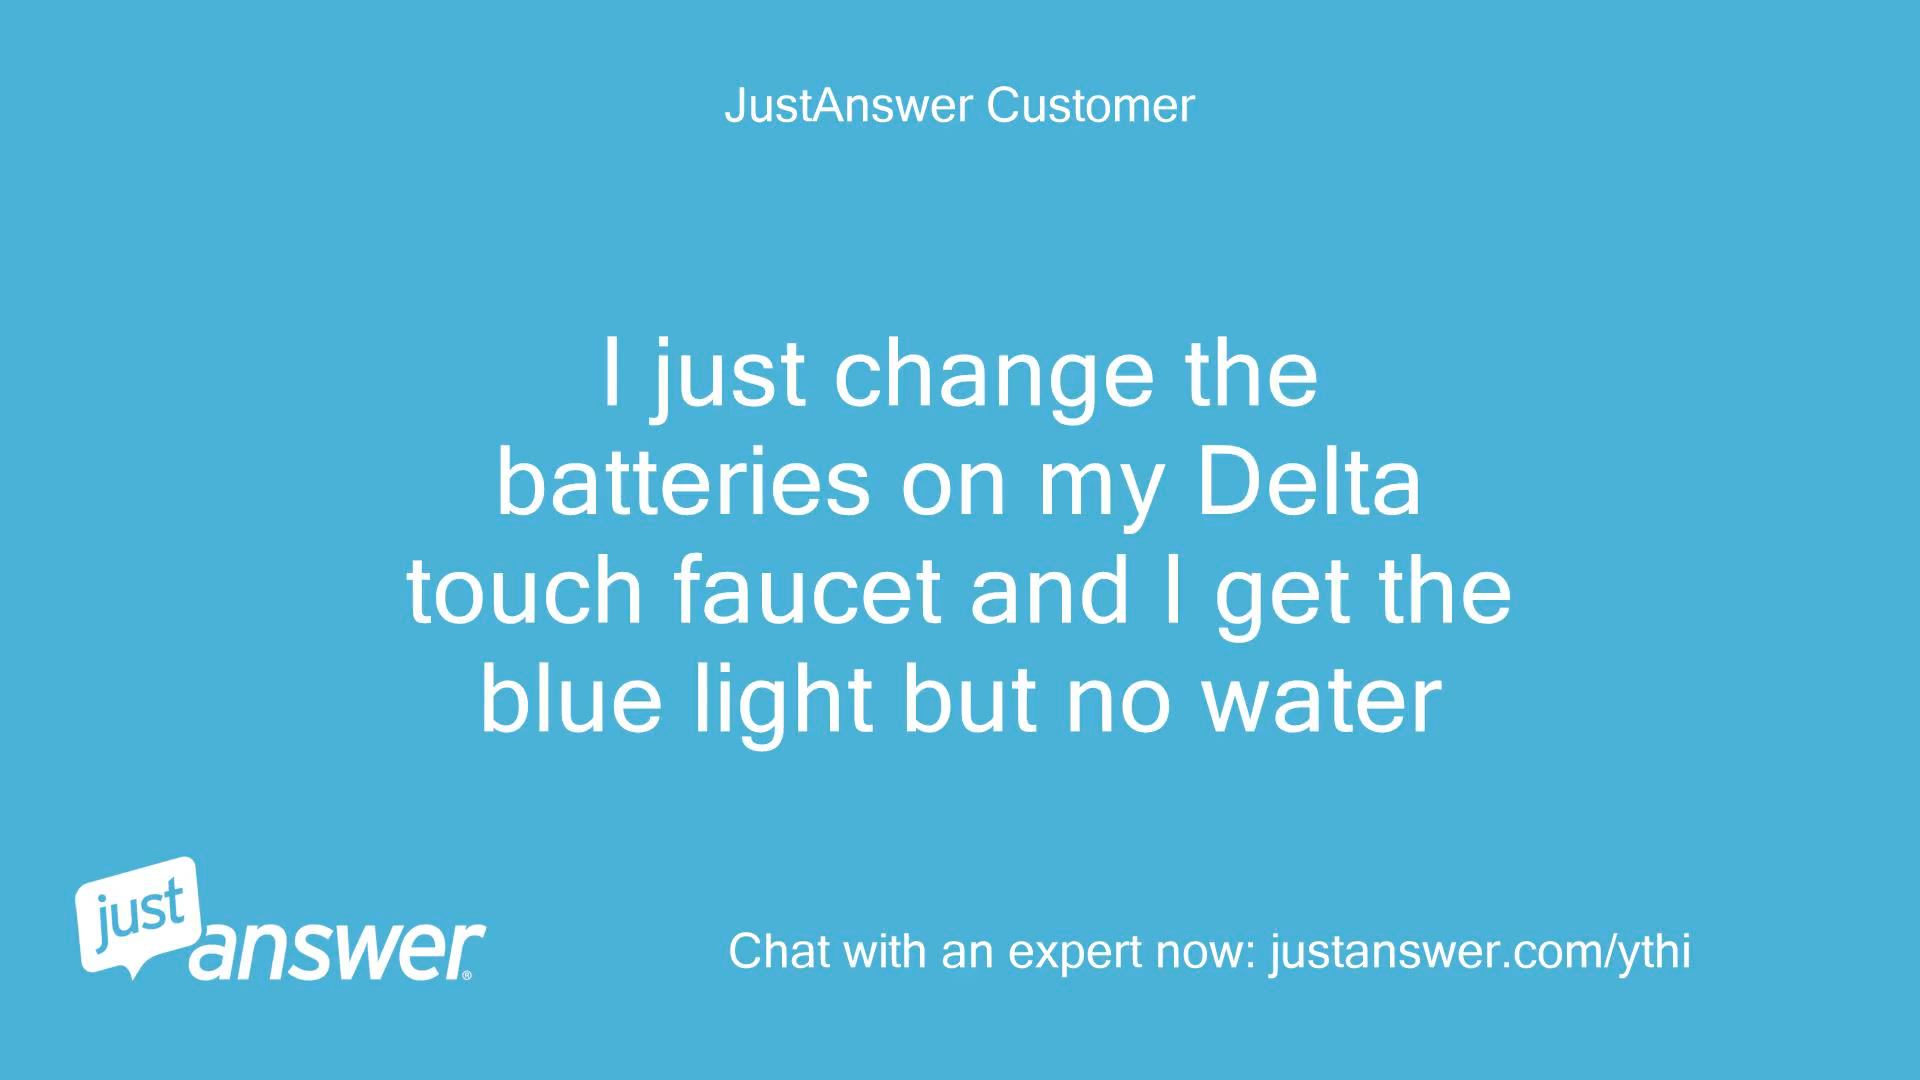 JustAnswer Customer
I just change the
batteries on my Delta
touch faucet and I get the
blue light but no water
just
answer®
Chat with an expert now: justanswer.com/ythi